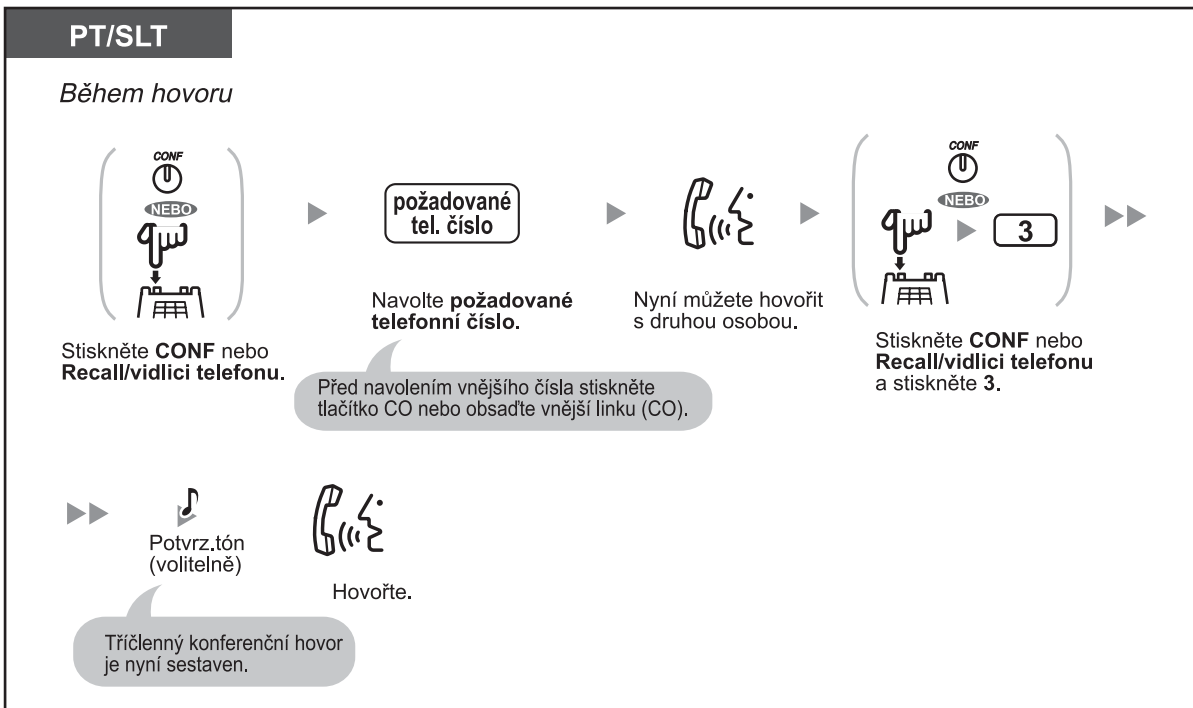 PT/SLT
Během hovoru
CONF
NEBO
Stiskněte CONF nebo
Recall/vidlici telefonu.
požadované
tel. číslo
Navolte požadované
telefonní číslo.
Před navolením vnějšího čísla stiskněte
tlačítko CO nebo obsaďte vnější linku (CO).
Nyní můžete hovořit
s druhou osobou.
CONF
NEBO
3
Stiskněte CONF nebo
Recall/vidlici telefonu
a stiskněte 3.
Potvrz.tón
(volitelně)
Tříčlenný konferenční hovor
je nyní sestaven.
Hovořte.